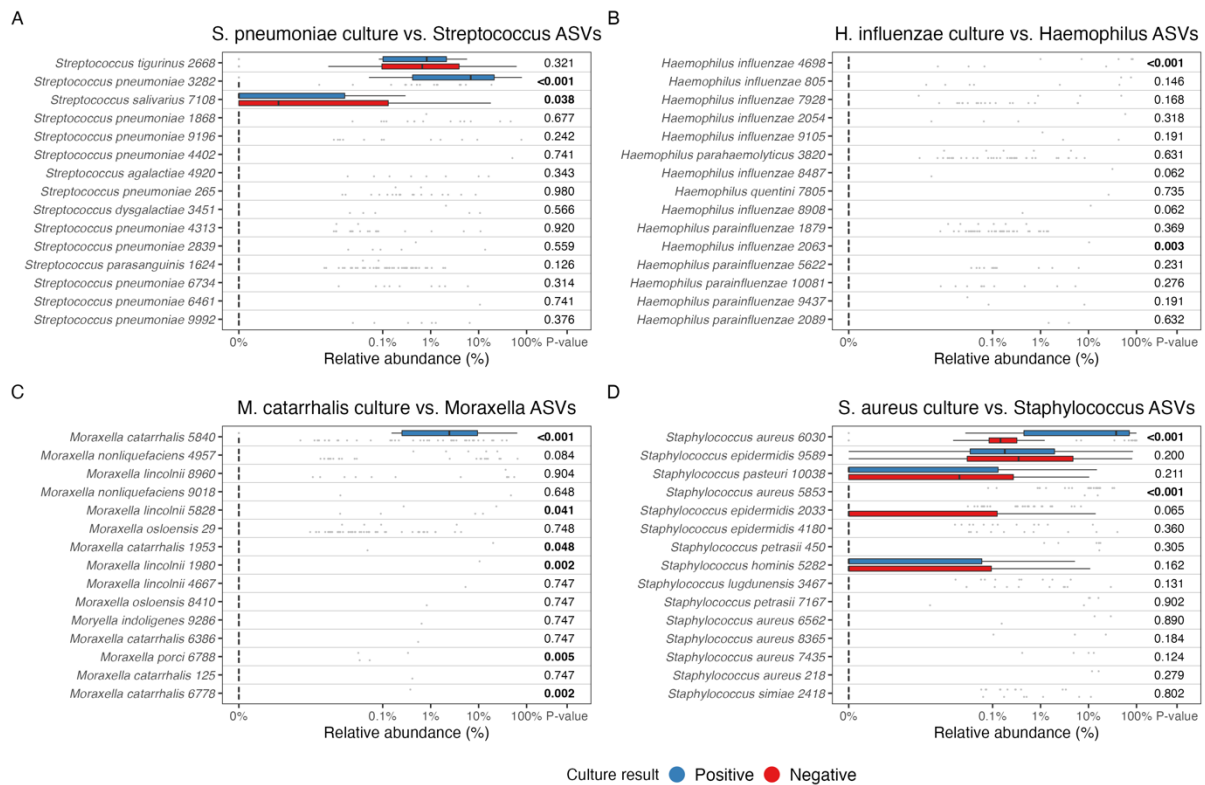 A
S. pneumoniae culture vs. Streptococcus ASVs
Streptococcus tigurinus 2668 0.321
Streptococcus pneumoniae 3282 <0.001
Streptococcus salivarius 7108 0.038
Streptococcus pneumoniae 1868 0.677
Streptococcus pneumoniae 9196 0.242
Streptococcus pneumoniae 4402 0.741
Streptococcus agalactiae 4920 0.343
Streptococcus pneumoniae 265 0.980
Streptococcus dysgalactiae 3451 0.566
Streptococcus pneumoniae 4313 0.920
Streptococcus pneumoniae 2839 0.559
Streptococcus parasanguinis 1624 0.126
Streptococcus pneumoniae 6734 0.314
Streptococcus pneumoniae 6461 0.741
Streptococcus pneumoniae 9992 0.376
0% 0.1% 1% 10% 100% P-value
Relative abundance (%)
B
H. influenzae culture vs. Haemophilus ASVs
Haemophilus influenzae 4698 <0.001
Haemophilus influenzae 805 0.146
Haemophilus influenzae 7928 0.168
Haemophilus influenzae 2054 0.318
Haemophilus influenzae 9105 0.191
Haemophilus parahaemolyticus 3820 0.631
Haemophilus influenzae 8487 0.062
Haemophilus quentini 7805 0.735
Haemophilus influenzae 8908 0.062
Haemophilus parainfluenzae 1879 0.369
Haemophilus influenzae 2063 0.003
Haemophilus parainfluenzae 5622 0.231
Haemophilus parainfluenzae 10081 0.276
Haemophilus parainfluenzae 9437 0.191
Haemophilus parainfluenzae 2089 0.632
0% 0.1% 1% 10% 100% P-value
Relative abundance (%)
C
M. catarrhalis culture vs. Moraxella ASVs
Moraxella catarrhalis 5840 <0.001
Moraxella nonliquefaciens 4957 0.084
Moraxella lincolnii 8960 0.904
Moraxella nonliquefaciens 9018 0.648
Moraxella lincolnii 5828 0.041
Moraxella osloensis 29 0.748
Moraxella catarrhalis 1953 0.048
Moraxella lincolnii 1980 0.002
Moraxella lincolnii 4667 0.747
Moraxella osloensis 8410 0.747
Moryella indoligenes 9286 0.747
Moraxella catarrhalis 6386 0.747
Moraxella porci 6788 0.005
Moraxella catarrhalis 125 0.747
Moraxella catarrhalis 6778 0.002
0% 0.1% 1% 10% 100% P-value
Relative abundance (%)
D
S. aureus culture vs. Staphylococcus ASVs
Staphylococcus aureus 6030 <0.001
Staphylococcus epidermidis 9589 0.200
Staphylococcus pasteuri 10038 0.211
Staphylococcus aureus 5853 <0.001
Staphylococcus epidermidis 2033 0.065
Staphylococcus epidermidis 4180 0.360
Staphylococcus petrasii 450 0.305
Staphylococcus hominis 5282 0.162
Staphylococcus lugdunensis 3467 0.131
Staphylococcus petrasii 7167 0.902
Staphylococcus aureus 6562 0.890
Staphylococcus aureus 8365 0.184
Staphylococcus aureus 7435 0.124
Staphylococcus aureus 218 0.279
Staphylococcus simiae 2418 0.802
0% 0.1% 1% 10% 100% P-value
Relative abundance (%)
Culture result Positive Negative